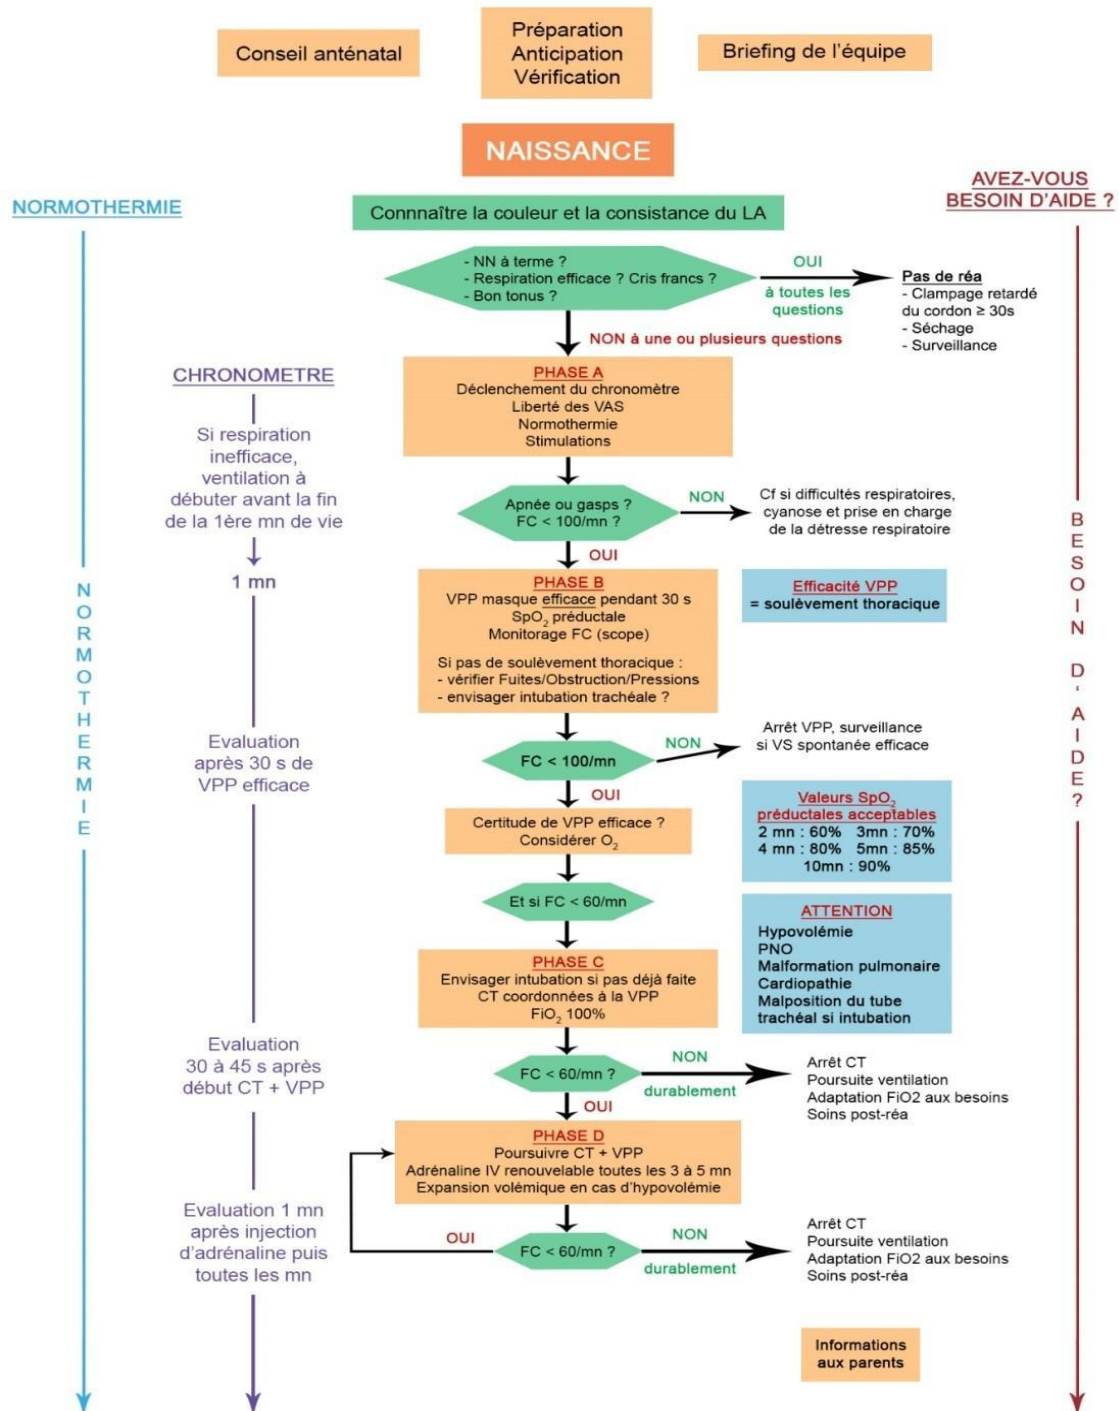 Conseil anténatal
Préparation
Anticipation
Vérification
Briefing de l'équipe
NAISSANCE
NORMOTHERMIE
AVEZ-VOUS
BESOIN D'AIDE ?
Connnaître la couleur et la consistance du LA
- NN à terme ?
- Respiration efficace ? Cris francs ?
- Bon tonus ?
OUI
à toutes les
questions
Pas de réa
- Clampage retardé
du cordon ≥ 30s
- Séchage
- Surveillance
NON à une ou plusieurs questions
CHRONOMETRE
PHASE A
Déclenchement du chronomètre
Liberté des VAS
Normothermie
Stimulations
Si respiration
inefficace,
ventilation à
débuter avant la fin
de la 1ère mn de vie
Apnée ou gasps ?
FC < 100/mn ?
NON
Cf si difficultés respiratoires,
cyanose et prise en charge
de la détresse respiratoire
OUI
1 mn
PHASE B
VPP masque efficace pendant 30 s
SpO2 préductale
Monitorage FC (scope)
Si pas de soulèvement thoracique :
- vérifier Fuites/Obstruction/Pressions
- envisager intubation trachéale ?
Efficacité VPP
= soulèvement thoracique
NORMOTHERMIE
BESOIN D'AIDE?
Evaluation
après 30 s de
VPP efficace
FC < 100/mn
NON
Arrêt VPP, surveillance
si VS spontanée efficace
OUI
Certitude de VPP efficace ?
Considérer O2
Valeurs SpO2
préductales acceptables
2 mn : 60% 3mn : 70%
4 mn : 80% 5mn : 85%
10mn : 90%
Et si FC < 60/mn
ATTENTION
Hypovolémie
PNO
Malformation pulmonaire
Cardiopathie
Malposition du tube
trachéal si intubation
PHASE C
Envisager intubation si pas déjà faite
CT coordonnées à la VPP
FiO2 100%
Evaluation
30 à 45 s après
début CT + VPP
FC < 60/mn ?
NON
durablement
Arrêt CT
Poursuite ventilation
Adaptation FiO2 aux besoins
Soins post-réa
OUI
PHASE D
Poursuivre CT + VPP
Adrénaline IV renouvelable toutes les 3 à 5 mn
Expansion volémique en cas d'hypovolémie
Evaluation 1 mn
après injection
d'adrénaline puis
toutes les mn
OUI
FC < 60/mn ?
NON
durablement
Arrêt CT
Poursuite ventilation
Adaptation FiO2 aux besoins
Soins post-réa
Informations
aux parents